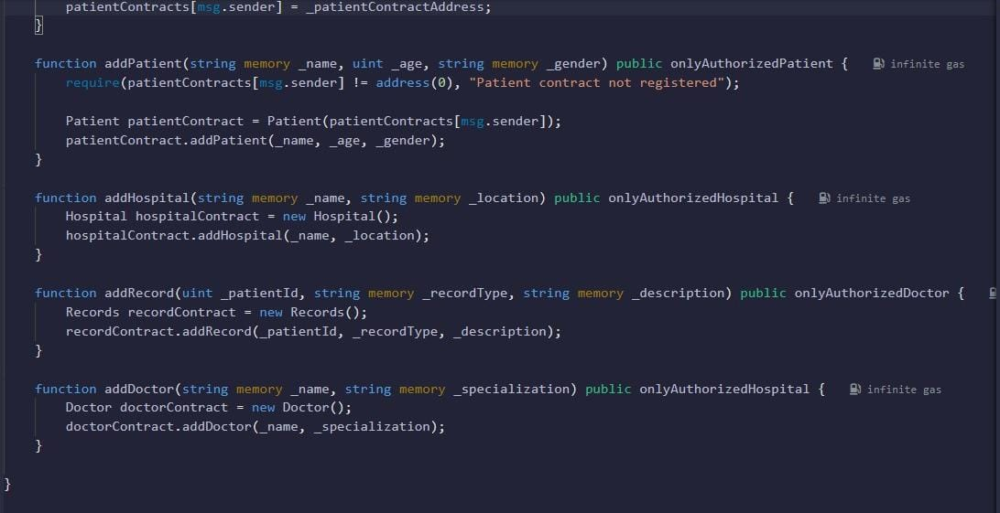 patientContracts[msg.sender] = _patientContractAddress;
}
function addPatient(string memory _name, uint _age, string memory _gender) public onlyAuthorizedPatient { infinite gas
require(patientContracts[msg.sender] != address(0), "Patient contract not registered");
Patient patientContract = Patient(patientContracts[msg.sender]);
patientContract.addPatient(_name, _age, _gender);
}
function addHospital(string memory _name, string memory _location) public onlyAuthorizedHospital { infinite gas
Hospital hospitalContract = new Hospital();
hospitalContract.addHospital(_name, _location);
}
function addRecord(uint _patientId, string memory _recordType, string memory _description) public onlyAuthorizedDoctor {
Records recordContract = new Records();
recordContract.addRecord(_patientId, _recordType, _description);
}
function addDoctor(string memory _name, string memory _specialization) public onlyAuthorizedHospital { infinite gas
Doctor doctorContract = new Doctor();
doctorContract.addDoctor(_name, _specialization);
}
}